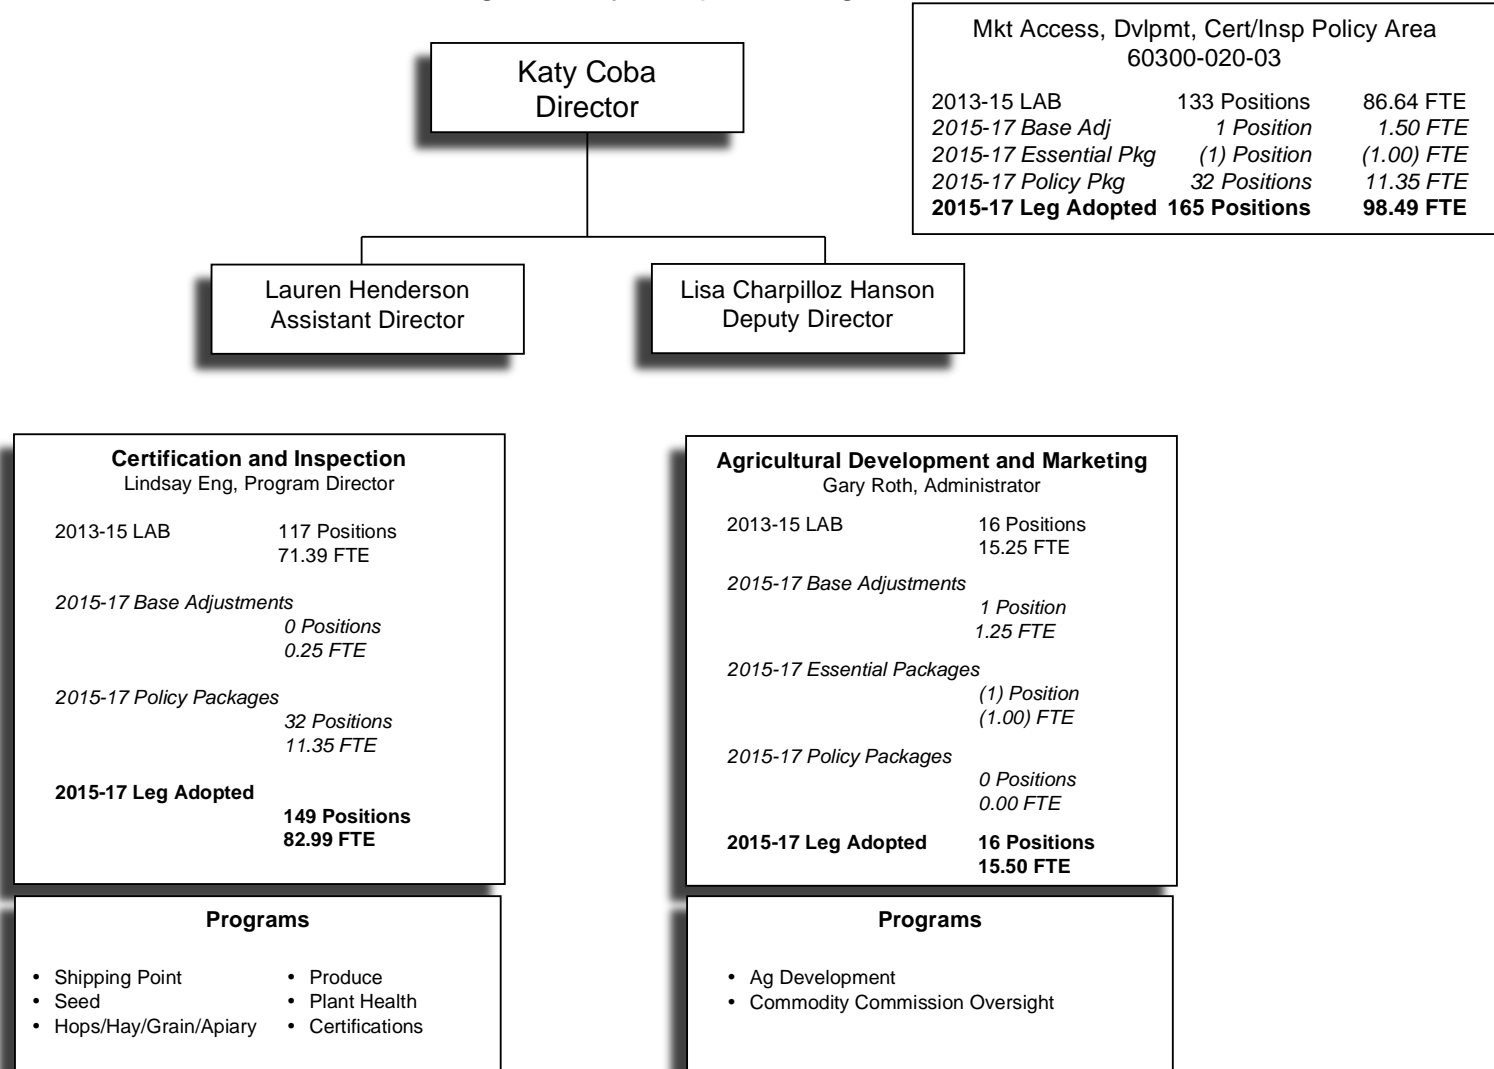 Mkt Access, Dvlpmt, Cert/Insp Policy Area
60300-020-03
2013-15 LAB 133 Positions 86.64 FTE
2015-17 Base Adj 1 Position 1.50 FTE
2015-17 Essential Pkg (1) Position (1.00) FTE
2015-17 Policy Pkg 32 Positions 11.35 FTE
2015-17 Leg Adopted 165 Positions 98.49 FTE
Katy Coba
Director
Lauren Henderson
Assistant Director
Lisa Charpilloz Hanson
Deputy Director
Certification and Inspection
Lindsay Eng, Program Director
2013-15 LAB 117 Positions
71.39 FTE
2015-17 Base Adjustments
0 Positions
0.25 FTE
2015-17 Policy Packages
32 Positions
11.35 FTE
2015-17 Leg Adopted
149 Positions
82.99 FTE
Programs
• Shipping Point • Produce
• Seed • Plant Health
• Hops/Hay/Grain/Apiary • Certifications
Agricultural Development and Marketing
Gary Roth, Administrator
2013-15 LAB 16 Positions
15.25 FTE
2015-17 Base Adjustments
1 Position
1.25 FTE
2015-17 Essential Packages
(1) Position
(1.00) FTE
2015-17 Policy Packages
0 Positions
0.00 FTE
2015-17 Leg Adopted 16 Positions
15.50 FTE
Programs
• Ag Development
• Commodity Commission Oversight